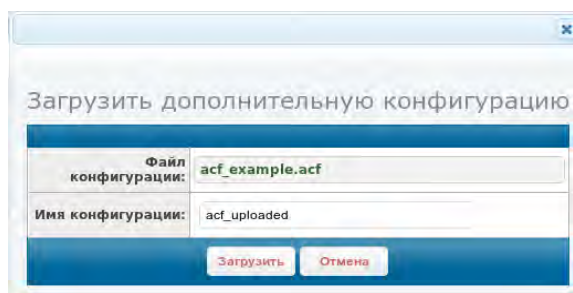 Загрузить дополнительную конфигурацию
Файл
конфигурации:
acf_example.acf
Имя конфигурации:
acf_uploaded
Загрузить
Отмена